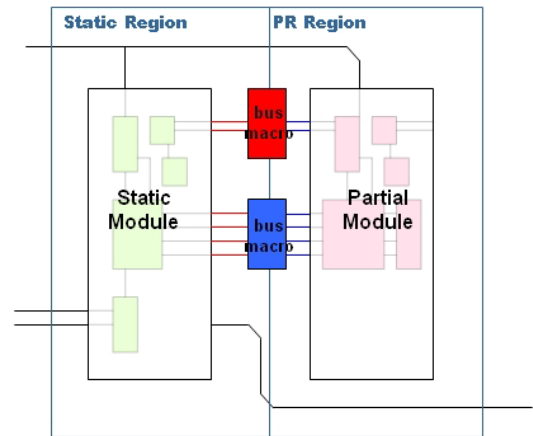 Static Region
PR Region
bus
macro
Static
Module
Partial
Module
bus
macro